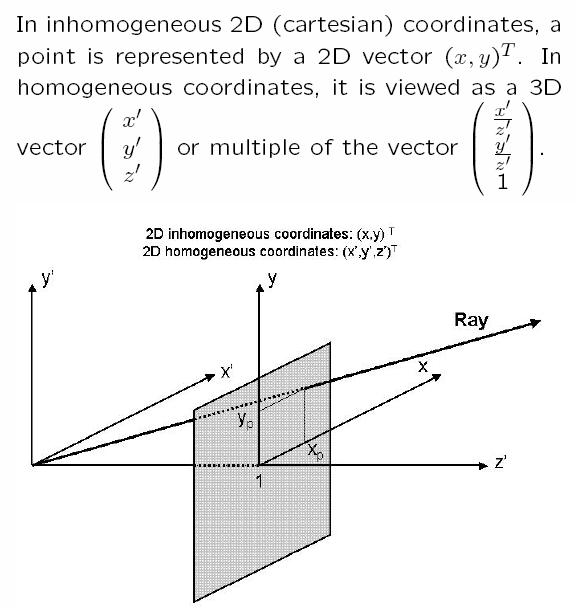 In inhomogeneous 2D (cartesian) coordinates, a
point is represented by a 2D vector (x, y)^T. In
homogeneous coordinates, it is viewed as a 3D
vector (x' y' z') or multiple of the vector (x'/z' y'/z' 1).
2D inhomogeneous coordinates: (x,y)^T
2D homogeneous coordinates: (x',y',z')^T
y'
y
Ray
x'
x
y_p
x_p
z'
1